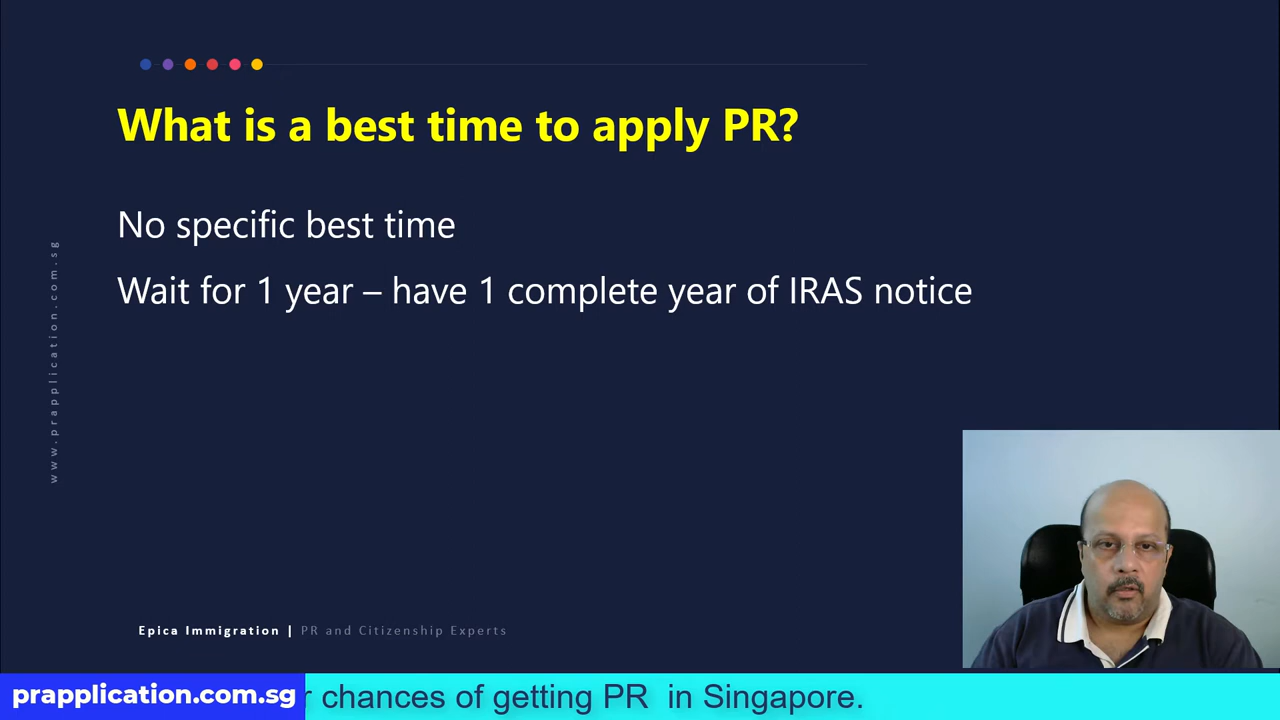 What is a best time to apply PR?
No specific best time
Wait for 1 year – have 1 complete year of IRAS notice
www.prapplication.com.sg
Epica Immigration | PR and Citizenship Experts
prapplication.com.sg
chances of getting PR in Singapore.